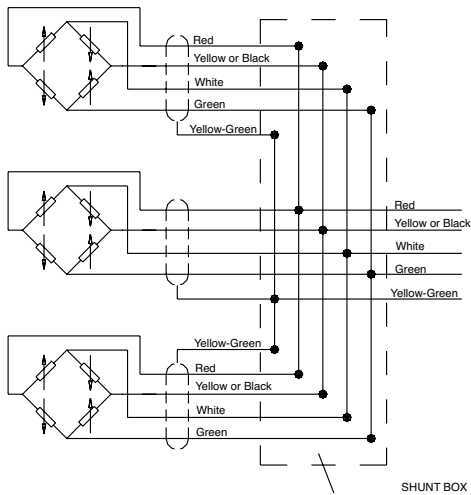 Red
Yellow or Black
White
Green
Yellow-Green
Red
Yellow or Black
White
Green
Yellow-Green
Yellow-Green
Red
Yellow or Black
White
Green
SHUNT BOX